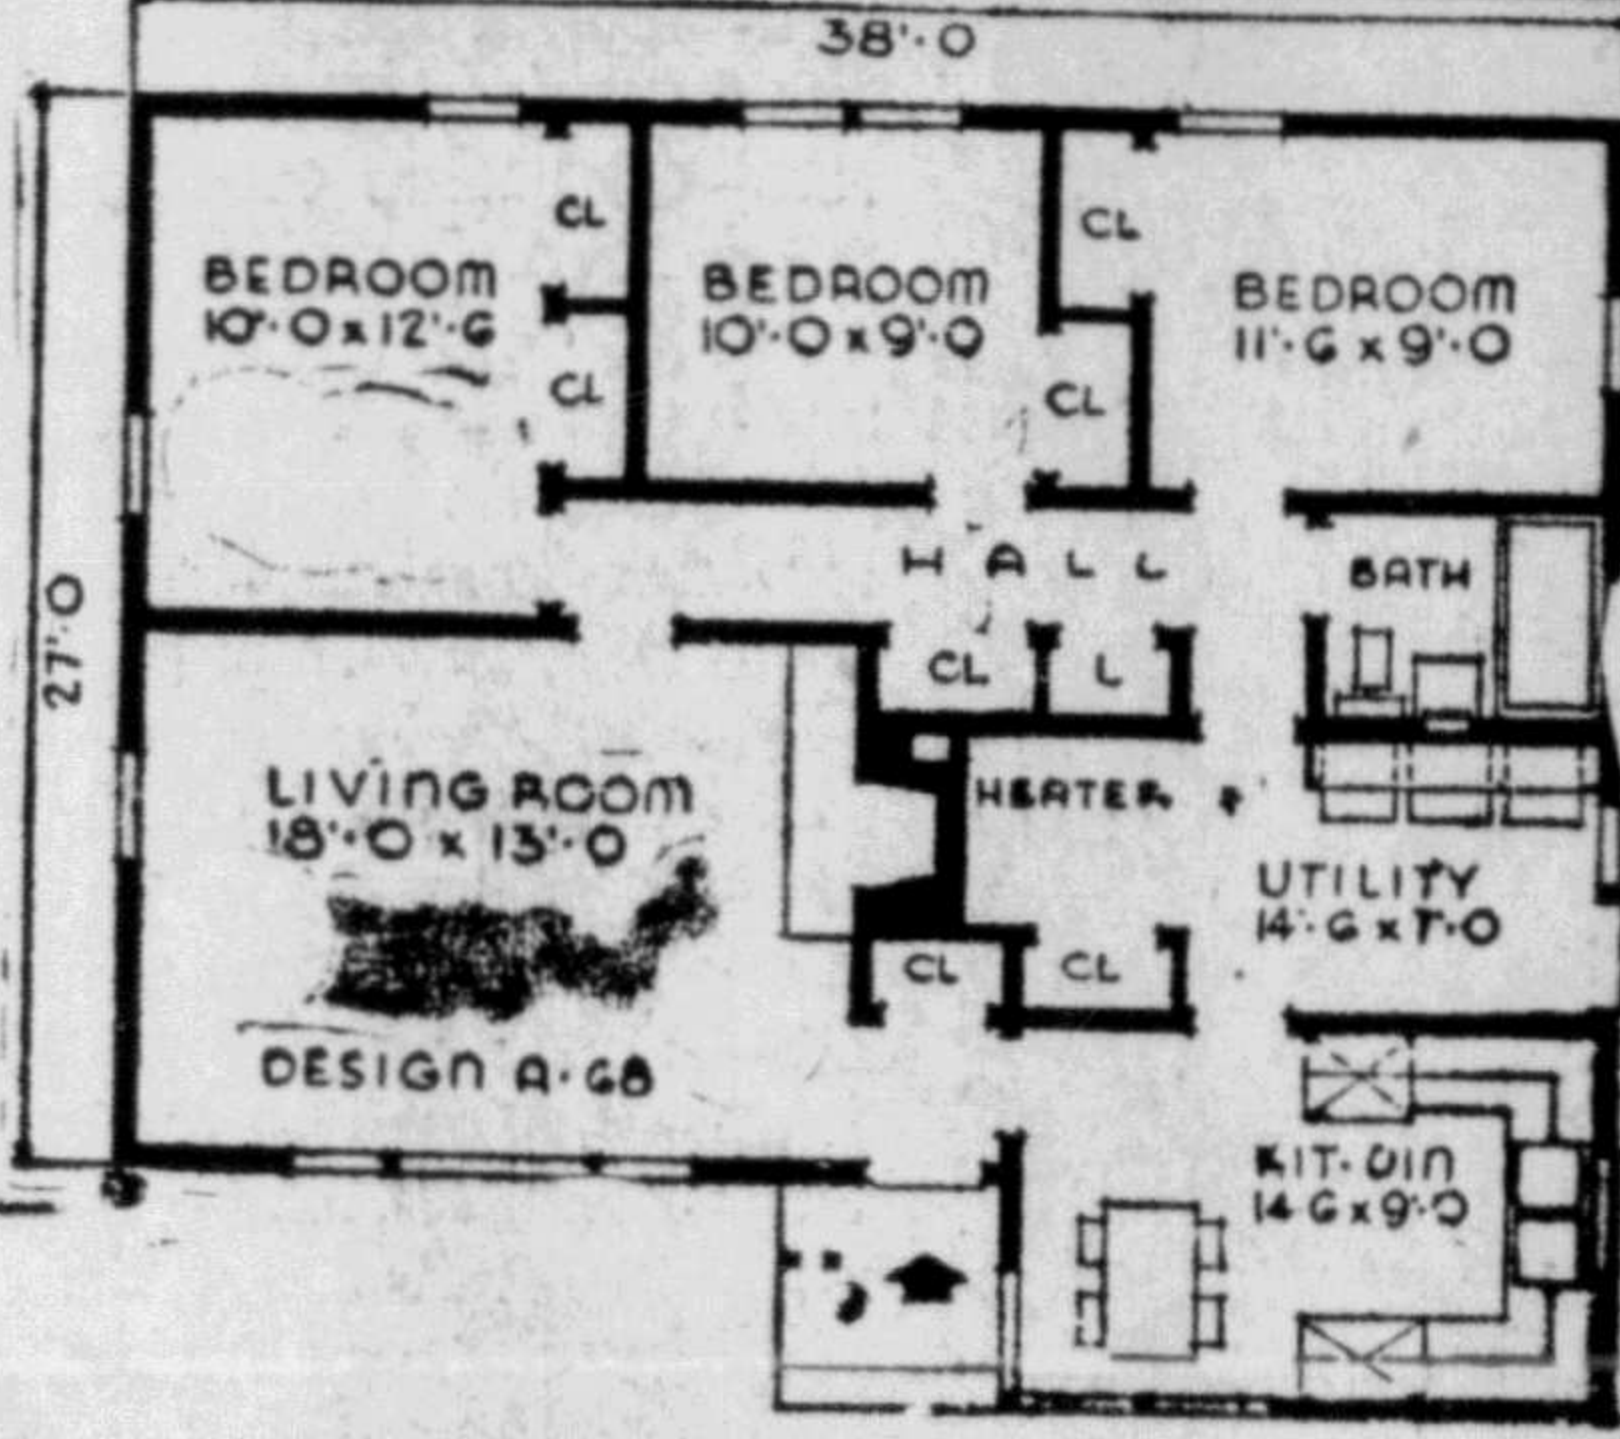 38'·0
27'·0
BEDROOM
10'·0 x 12'·6
CL
CL
BEDROOM
10'·0 x 9'·0
CL
CL
BEDROOM
11'·6 x 9'·0
HALL
BATH
CL
L
LIVING ROOM
18'·0 x 13'·0
HEATER &
UTILITY
14'·6 x 7'·0
CL
CL
DESIGN A·68
KIT·DIN
14·6 x 9'·0